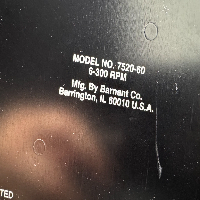 MODEL NO. 7520-60
6-300 RPM
Mfg. By Barnant Co.
Barrington, IL 60010 U.S.A.
TED